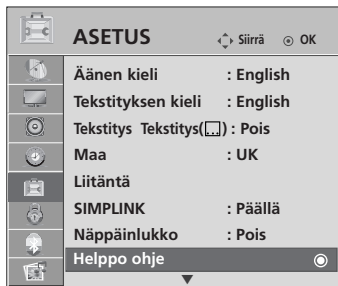 ASETUS Siirrä OK
Äänen kieli : English
Tekstityksen kieli : English
Tekstitys Tekstitys( ) : Pois
Maa : UK
Liitäntä
SIMPLINK : Päällä
Näppäinlukko : Pois
Helppo ohje